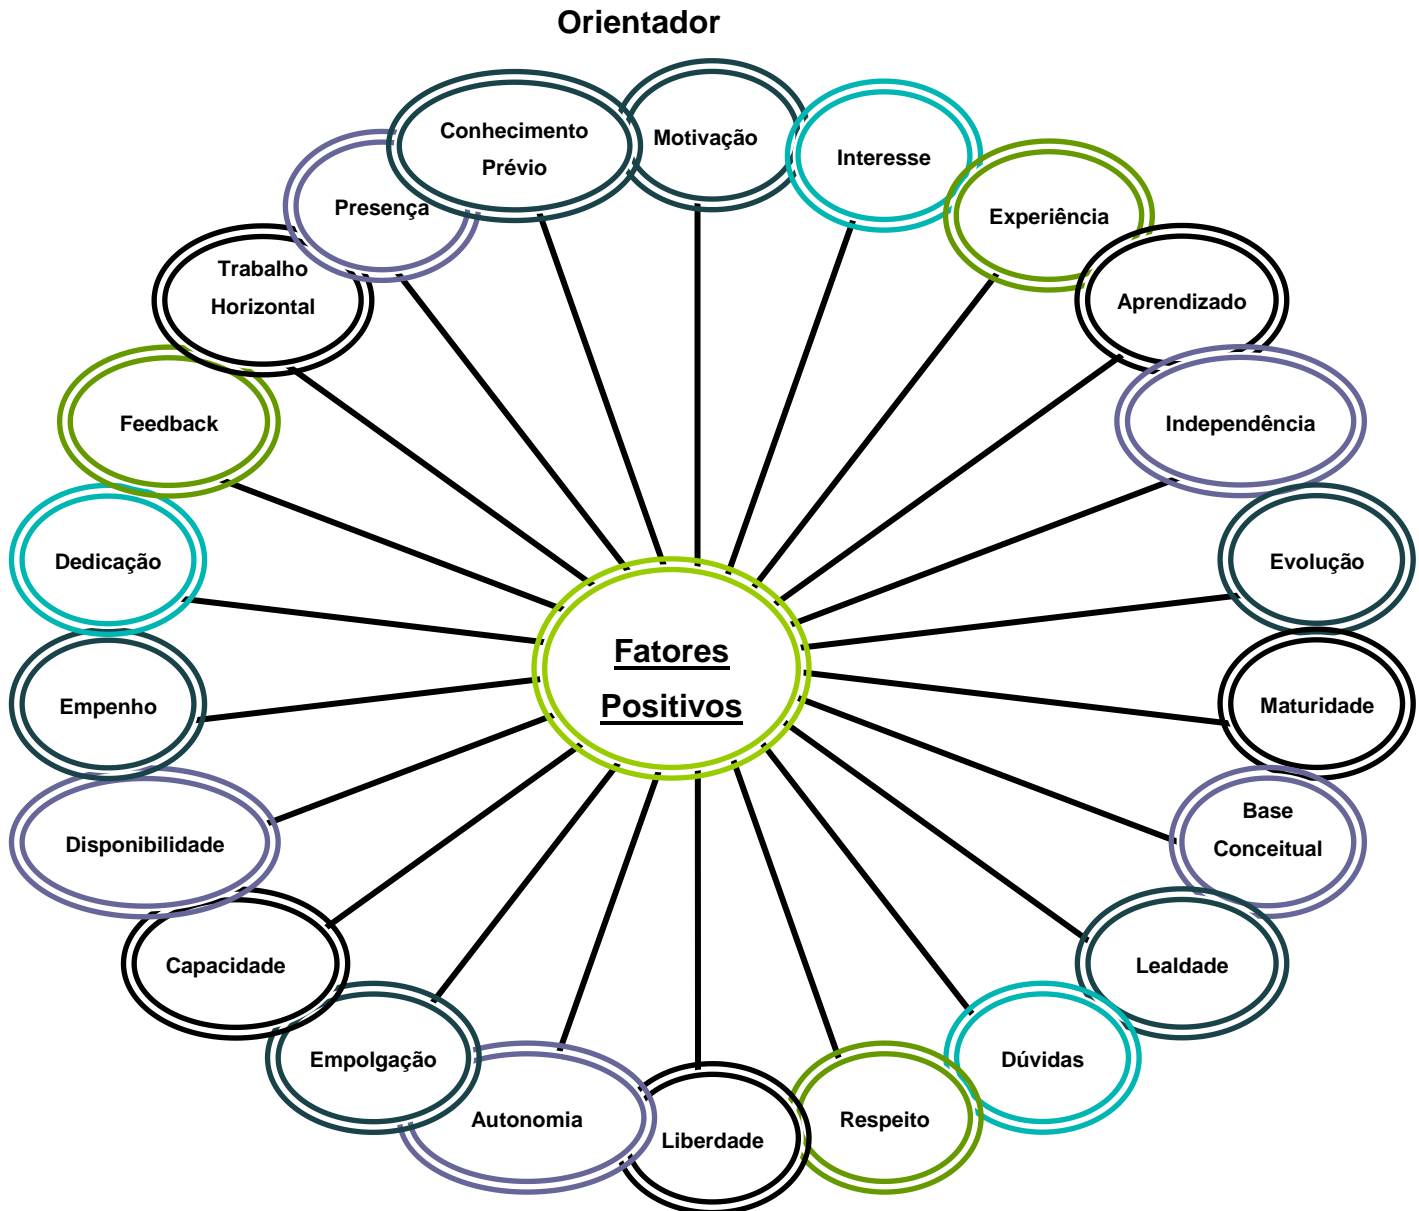 Orientador
Conhecimento
Prévio
Motivação
Interesse
Experiência
Aprendizado
Independência
Evolução
Maturidade
Base
Conceitual
Lealdade
Dúvidas
Respeito
Liberdade
Autonomia
Empolgação
Capacidade
Disponibilidade
Empenho
Dedicação
Feedback
Trabalho
Horizontal
Presença
Fatores
Positivos